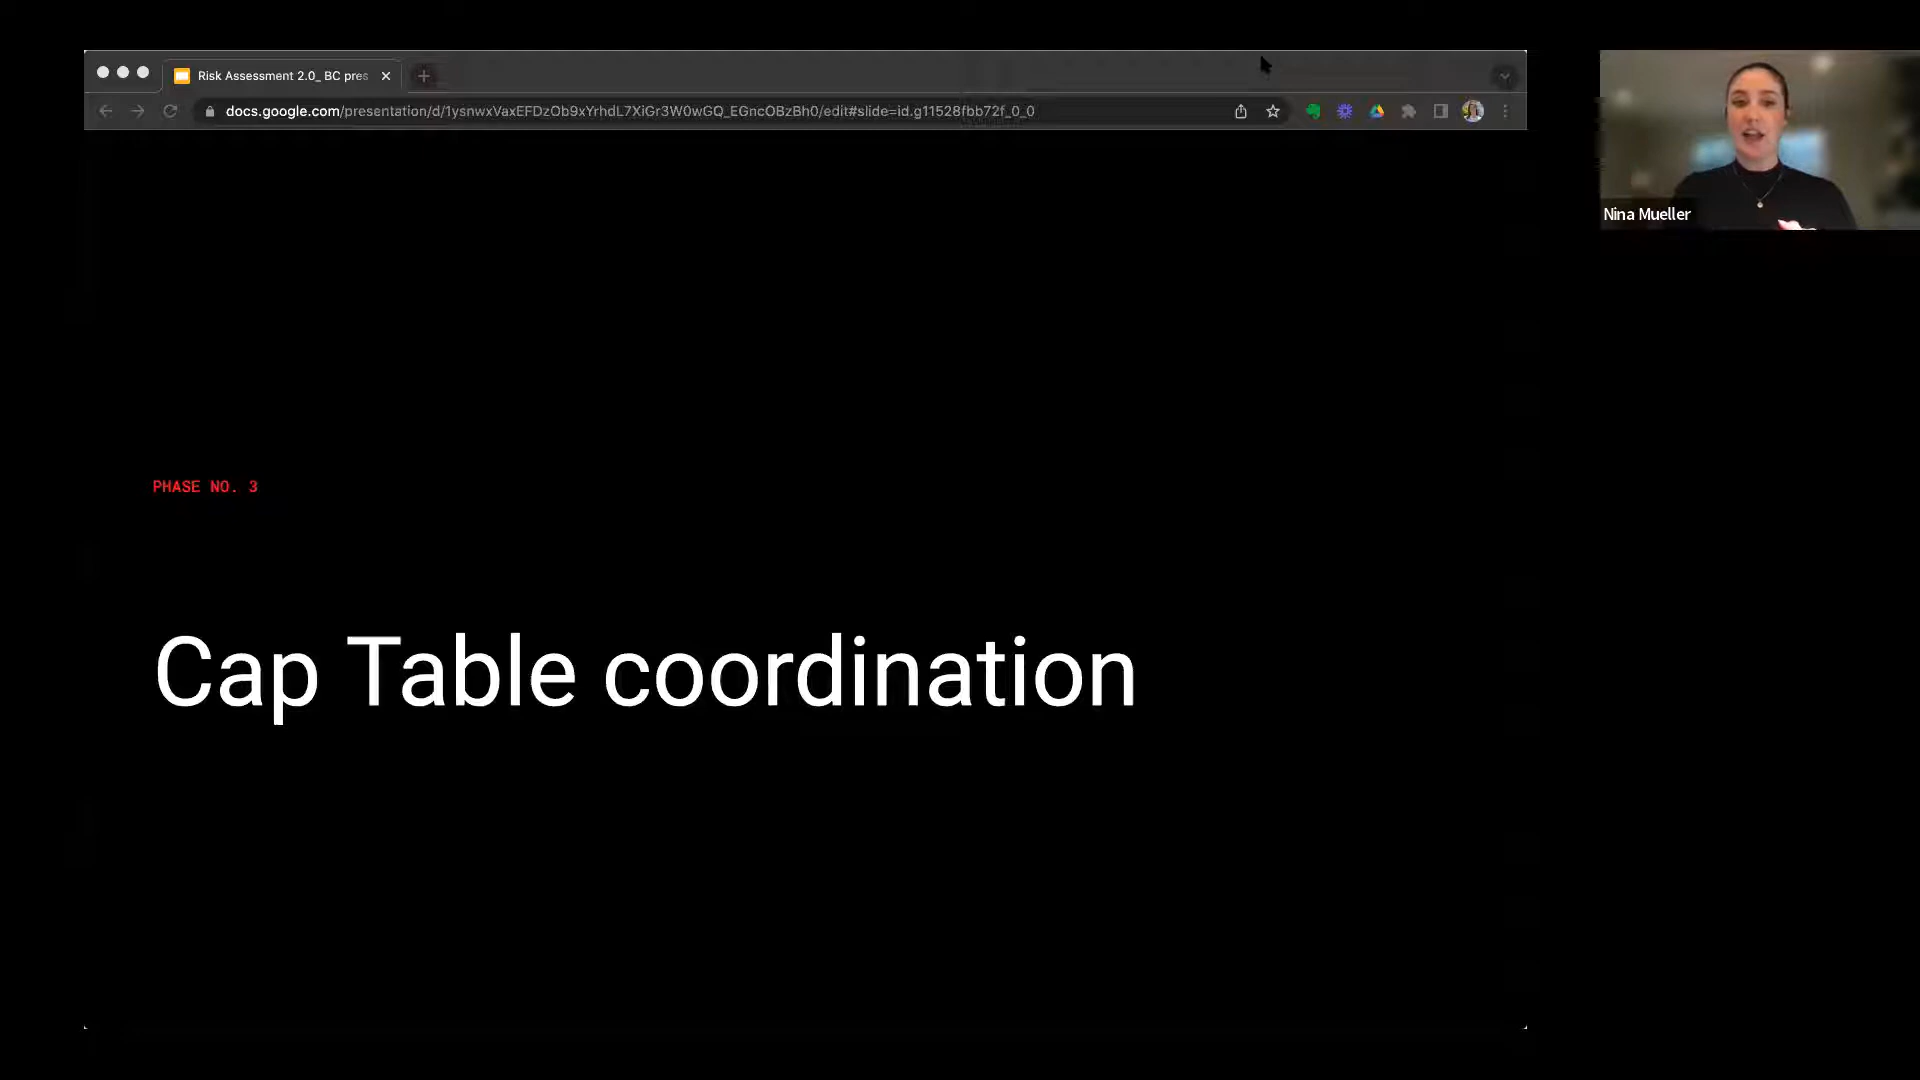 Risk Assessment 2.0_ BC pres
docs.google.com/presentation/d/1ysnwxVaxEFDzOb9xYrhdL7XiGr3W0wGQ_EGncOBzBh0/edit#slide=id.g11528fbb72f_0_0
Nina Mueller
PHASE NO. 3
Cap Table coordination